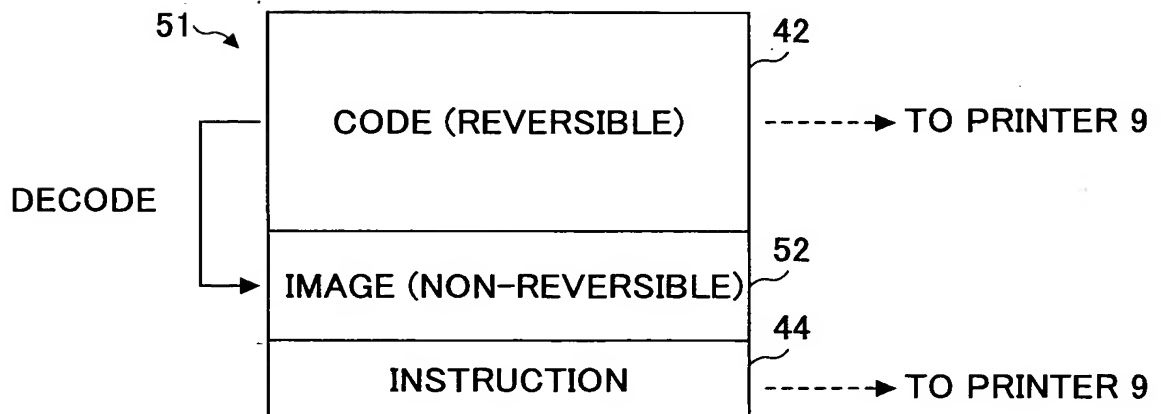 51
42
CODE (REVERSIBLE)
TO PRINTER 9
DECODE
52
IMAGE (NON-REVERSIBLE)
44
INSTRUCTION
TO PRINTER 9